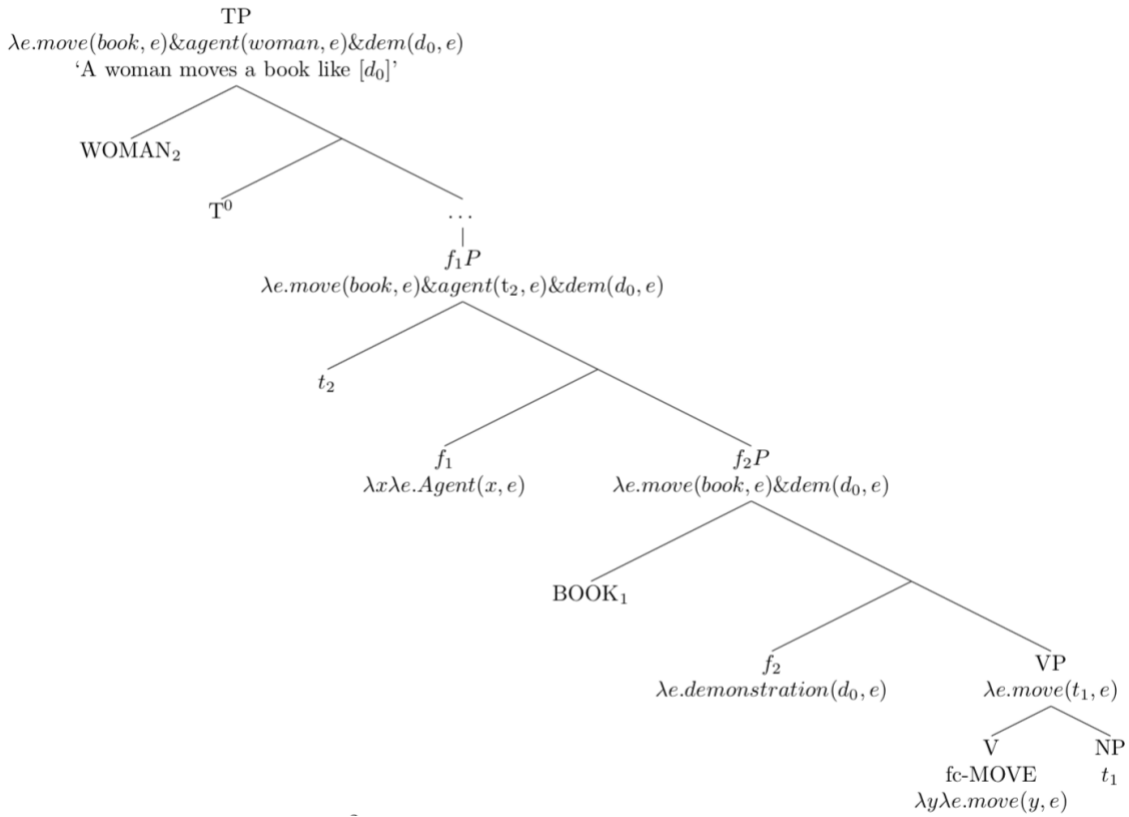 TP
λe.move(book, e)&agent(woman, e)&dem(d₀, e)
‘A woman moves a book like [d₀]’
WOMAN₂
T⁰
...
f₁P
λe.move(book, e)&agent(t₂, e)&dem(d₀, e)
t₂
f₁ f₂P
λxλe.Agent(x, e) λe.move(book, e)&dem(d₀, e)
BOOK₁
f₂ VP
λe.demonstration(d₀, e) λe.move(t₁, e)
V NP
fc-MOVE t₁
λyλe.move(y, e)